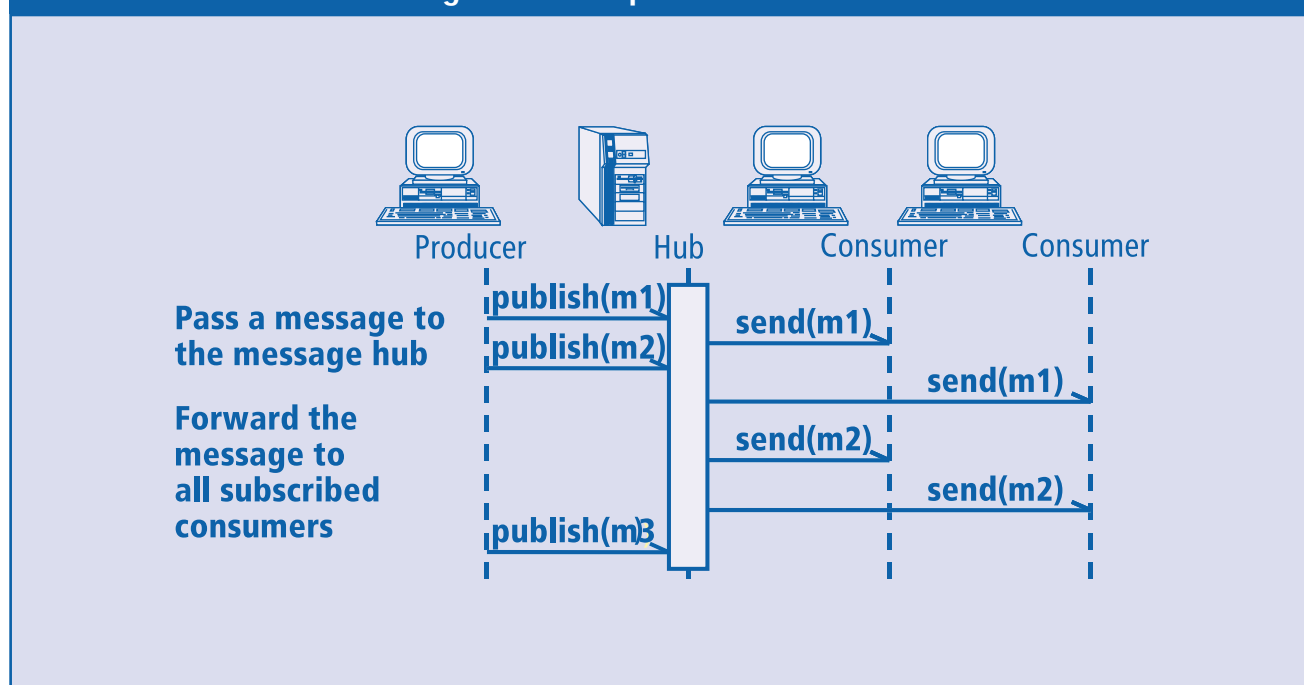 Producer
Hub
Consumer
Consumer
Pass a message to
the message hub
publish(m1)
send(m1)
publish(m2)
send(m1)
Forward the
message to
all subscribed
consumers
send(m2)
send(m2)
publish(m)3